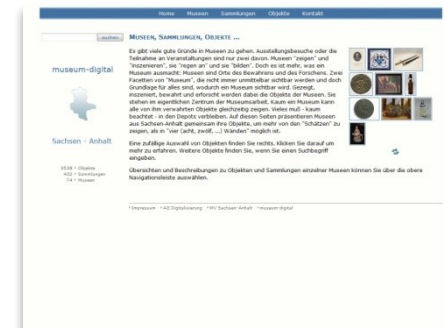 Home Museen Sammlungen Objekte Kontakt
suchen
museum-digital
Sachsen - Anhalt
Objekte
Sammlungen
74 * Museen
MUSEEN, SAMMLUNGEN, OBJEKTE ...
Es gibt viele gute Gründe in Museen zu gehen. Ausstellungsbesuche oder die
Teilnahme an Veranstaltungen sind nur zwei davon. Museen "zeigen" und
"inszenieren", sie "regen an" und sie "bilden". Doch es ist mehr, was ein
Museum ausmacht: Museen sind Orte des Bewahrens und des Forschens. Zwei
Facetten von "Museum", die nicht immer unmittelbar sichtbar werden und doch
Grundlage für alles sind, wodurch ein Museum sichtbar wird. Gezeigt,
inszeniert, bewahrt und erforscht werden dabei die Objekte der Museen. Sie
stehen im eigentlichen Zentrum der Museumsarbeit. Kaum ein Museum kann
alle von ihm verwahrten Objekte gleichzeitig zeigen. Vieles muß - kaum
beachtet - in den Depots verbleiben. Auf diesen Seiten präsentieren Museen
aus Sachsen-Anhalt gemeinsam ihre Objekte, um mehr von den "Schätzen" zu
zeigen, als in "vier (acht, zwölf, ...) Wänden" möglich ist.
Eine zufällige Auswahl von Objekten finden Sie rechts. Klicken Sie darauf um
mehr zu erfahren. Weitere Objekte finden Sie, wenn Sie einen Suchbegriff
eingeben.
Übersichten und Beschreibungen zu Objekten und Sammlungen einzelner Museen können Sie über die obere
Navigationsleiste auswählen.
* Impressum * AG Digitalisierung * MV Sachsen-Anhalt * museum-digital